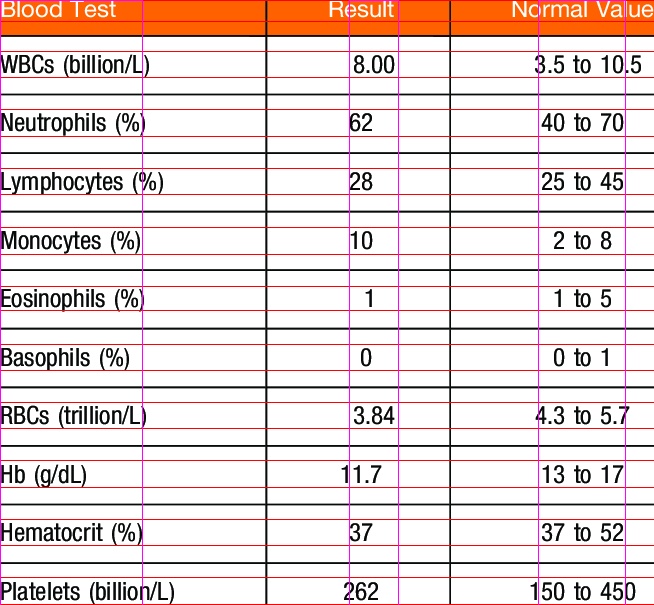 Blood Test Result Normal Value
WBCs (billion/L) 8.00 3.5 to 10.5
Neutrophils (%) 62 40 to 70
Lymphocytes (%) 28 25 to 45
Monocytes (%) 10 2 to 8
Eosinophils (%) 1 1 to 5
Basophils (%) 0 0 to 1
RBCs (trillion/L) 3.84 4.3 to 5.7
Hb (g/dL) 11.7 13 to 17
Hematocrit (%) 37 37 to 52
Platelets (billion/L) 262 150 to 450